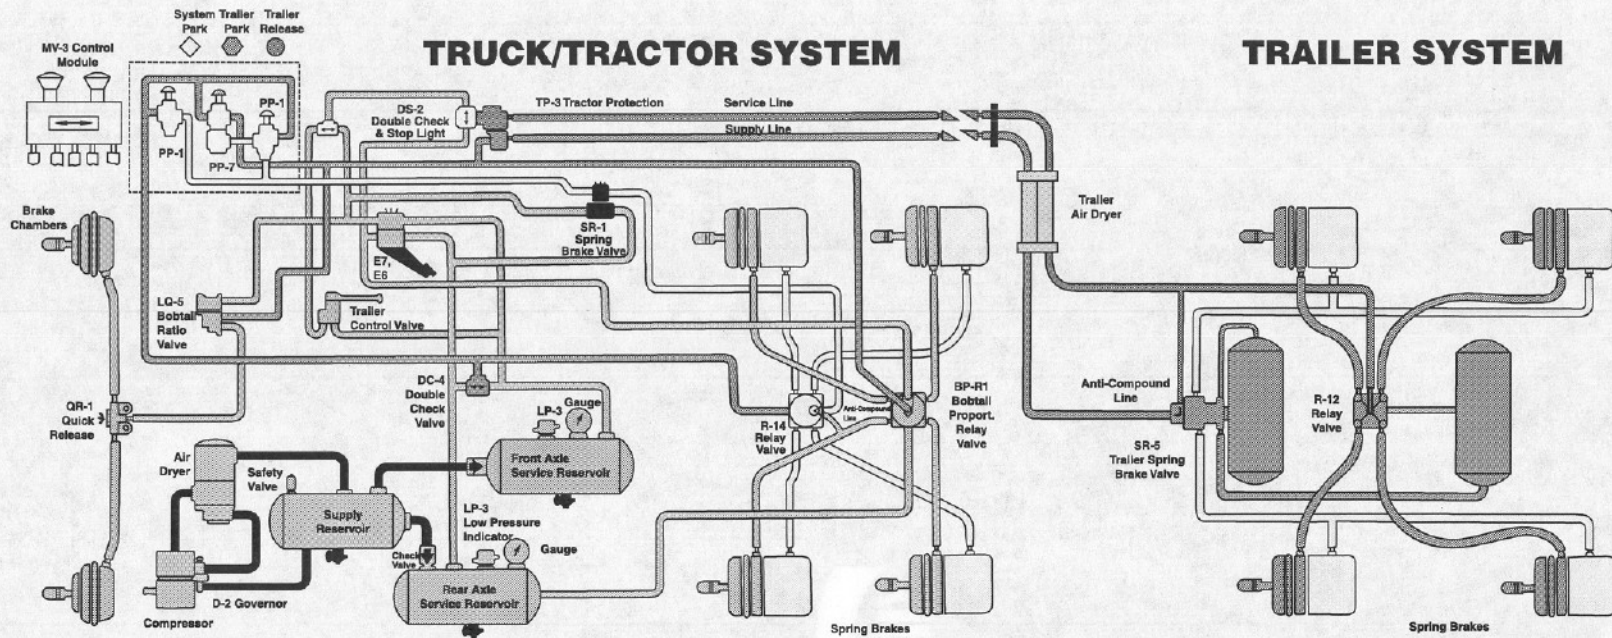 System
Park
Trailer
Park
Trailer
Release
MV-3 Control
Module
TRUCK/TRACTOR SYSTEM
TRAILER SYSTEM
PP-1
PP-7
PP-1
DS-2
Double Check
& Stop Light
TP-3 Tractor Protection
Service Line
Supply Line
Brake
Chambers
SR-1
Spring
Brake Valve
E7,
E6
Trailer
Air Dryer
LQ-5
Bobtail
Ratio
Valve
Trailer
Control Valve
QR-1
Quick
Release
DC-4
Double
Check
Valve
LP-3
Gauge
Front Axle
Service Reservoir
R-14
Relay
Valve
Anti-Compound
Line
BP-R1
Bobtail
Proport.
Relay
Valve
Anti-Compound
Line
R-12
Relay
Valve
SR-5
Trailer Spring
Brake Valve
Air
Dryer
Safety
Valve
Supply
Reservoir
LP-3
Low Pressure
Indicator
Gauge
Check
Valve
Rear Axle
Service Reservoir
D-2 Governor
Compressor
Spring Brakes
Spring Brakes